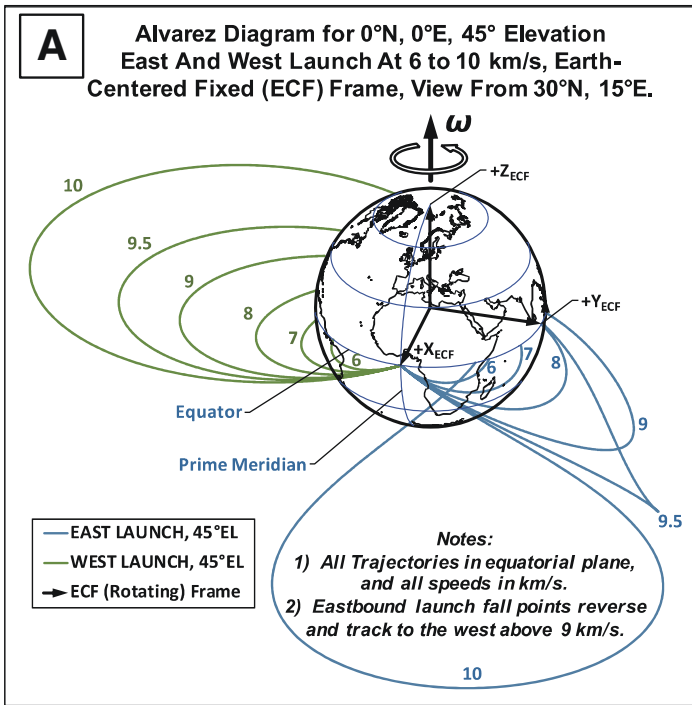 A
Alvarez Diagram for 0°N, 0°E, 45° Elevation
East And West Launch At 6 to 10 km/s, Earth-
Centered Fixed (ECF) Frame, View From 30°N, 15°E.
ω
+Z_ECF
10
9.5
9
8
7
6
+Y_ECF
+X_ECF
7
6
8
9
Equator
Prime Meridian
9.5
EAST LAUNCH, 45°EL
WEST LAUNCH, 45°EL
ECF (Rotating) Frame
Notes:
1) All Trajectories in equatorial plane,
and all speeds in km/s.
2) Eastbound launch fall points reverse
and track to the west above 9 km/s.
10